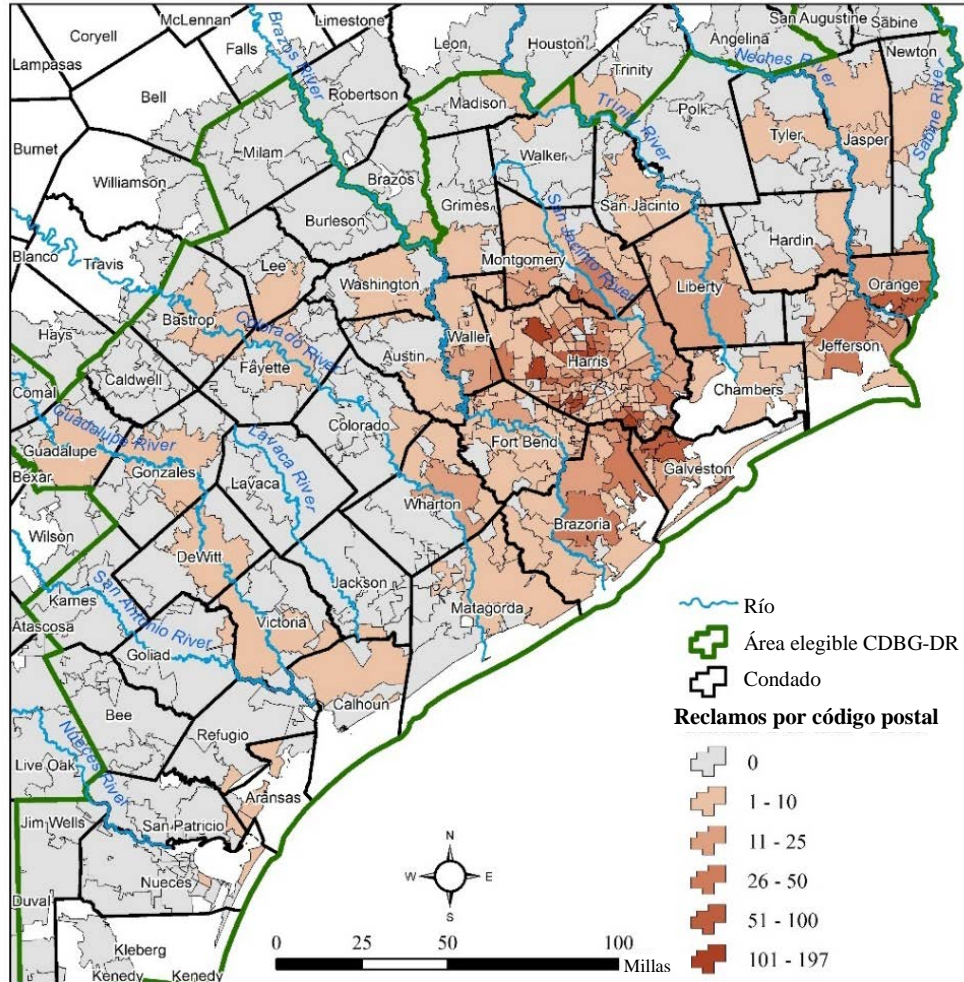 McLennan
Limestone
San Augustine
Sabine
Coryell
Falls
Leon
Houston
Angelina
Newton
Lampasas
Brazos River
Neches River
Bell
Robertson
Trinity
Madison
Trinity River
Polk
Tyler
Jasper
Sabine River
Burnet
Milam
Walker
Williamson
Brazos
Grimes
San Jacinto
Burleson
San Jacinto River
Hardin
Blanco
Travis
Lee
Washington
Montgomery
Liberty
Orange
Bastrop
Colorado River
Waller
Hays
Austin
Harris
Jefferson
Fayette
Caldwell
Chambers
Comal
Guadalupe River
Lavaca River
Colorado
Guadalupe
Fort Bend
Bexar
Gonzales
Lavaca
Galveston
Wharton
Wilson
Brazoria
DeWitt
San Antonio River
Jackson
Karnes
Matagorda
Atascosa
Victoria
Goliad
Calhoun
Bee
Nueces River
Refugio
Live Oak
Aransas
Jim Wells
San Patricio
Nueces
Duval
Kleberg
Kenedy
Kenedy
Río
Área elegible CDBG-DR
Condado
Reclamos por código postal
0
1 - 10
11 - 25
26 - 50
51 - 100
101 - 197
N
W
E
S
0
25
50
100
Millas